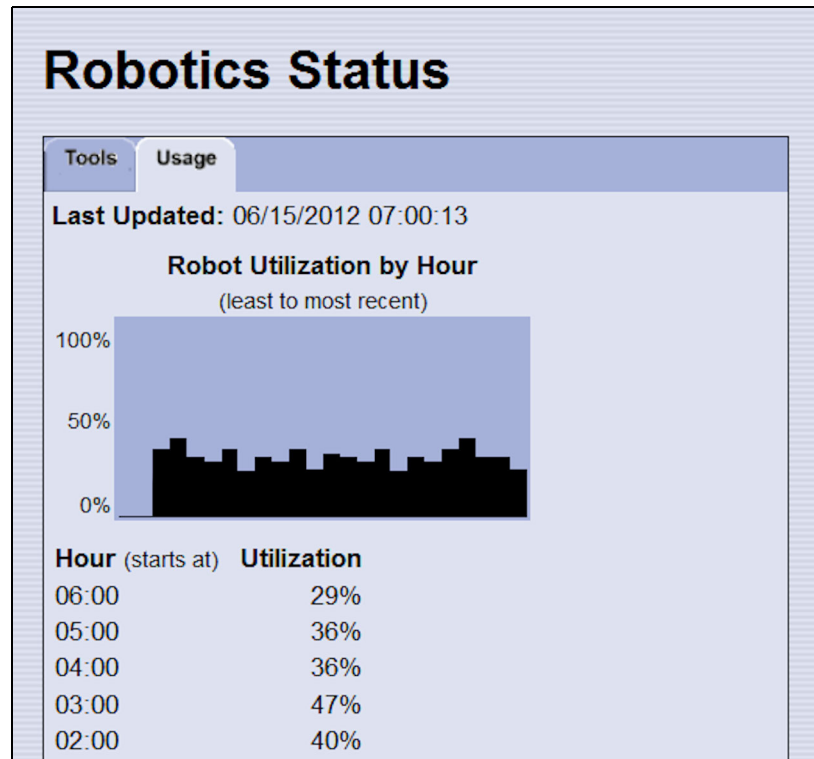 Robotics Status
Tools Usage
Last Updated: 06/15/2012 07:00:13
Robot Utilization by Hour
(least to most recent)
100%
50%
0%
Hour (starts at) Utilization
06:00 29%
05:00 36%
04:00 36%
03:00 47%
02:00 40%